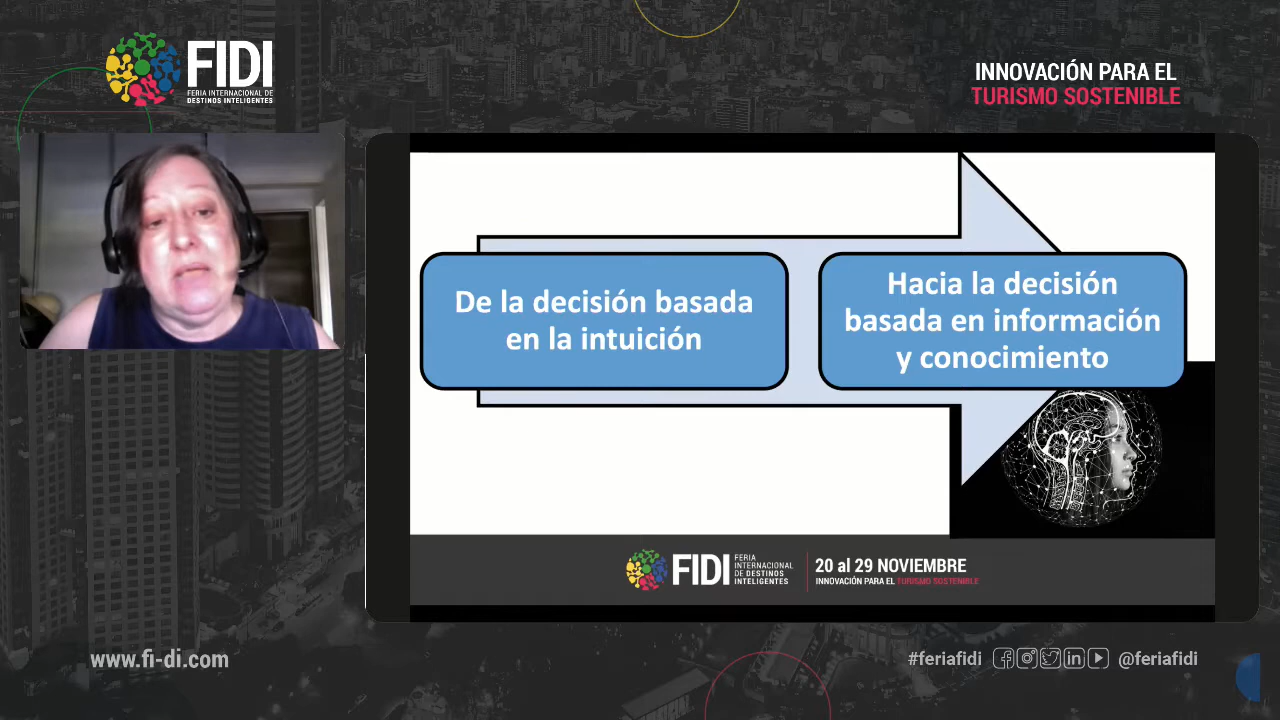 FIDI
FERIA INTERNACIONAL DE
DESTINOS INTELIGENTES
INNOVACIÓN PARA EL
TURISMO SOSTENIBLE
De la decisión basada
en la intuición
Hacia la decisión
basada en información
y conocimiento
FIDI
FERIA
INTERNACIONAL
DE DESTINOS
INTELIGENTES
20 al 29 NOVIEMBRE
INNOVACIÓN PARA EL TURISMO SOSTENIBLE
www.fi-di.com
#feriafidi
@feriafidi